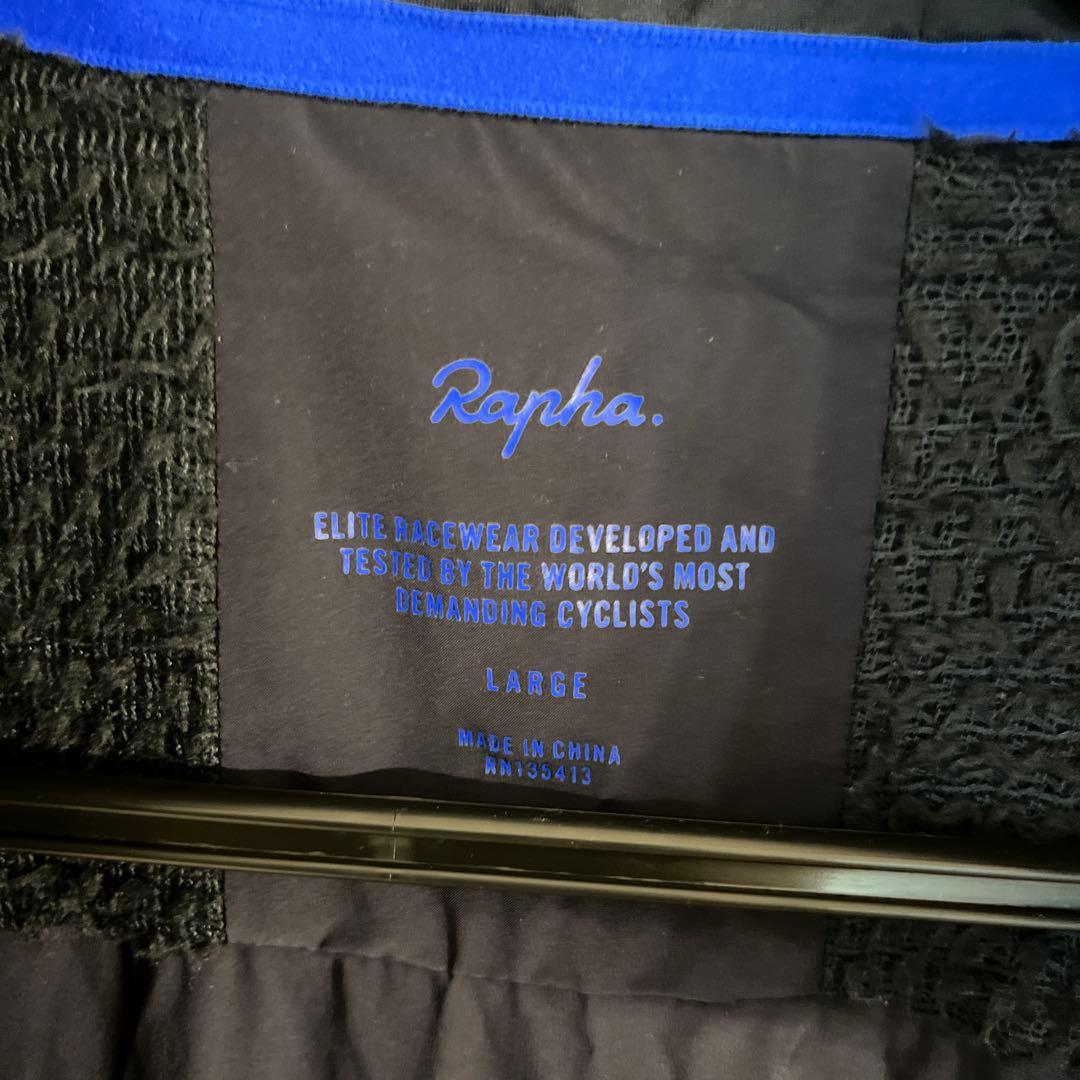 Rapha.
ELITE RACEWEAR DEVELOPED AND
TESTED BY THE WORLD'S MOST
DEMANDING CYCLISTS
LARGE
MADE IN CHINA
RN135413